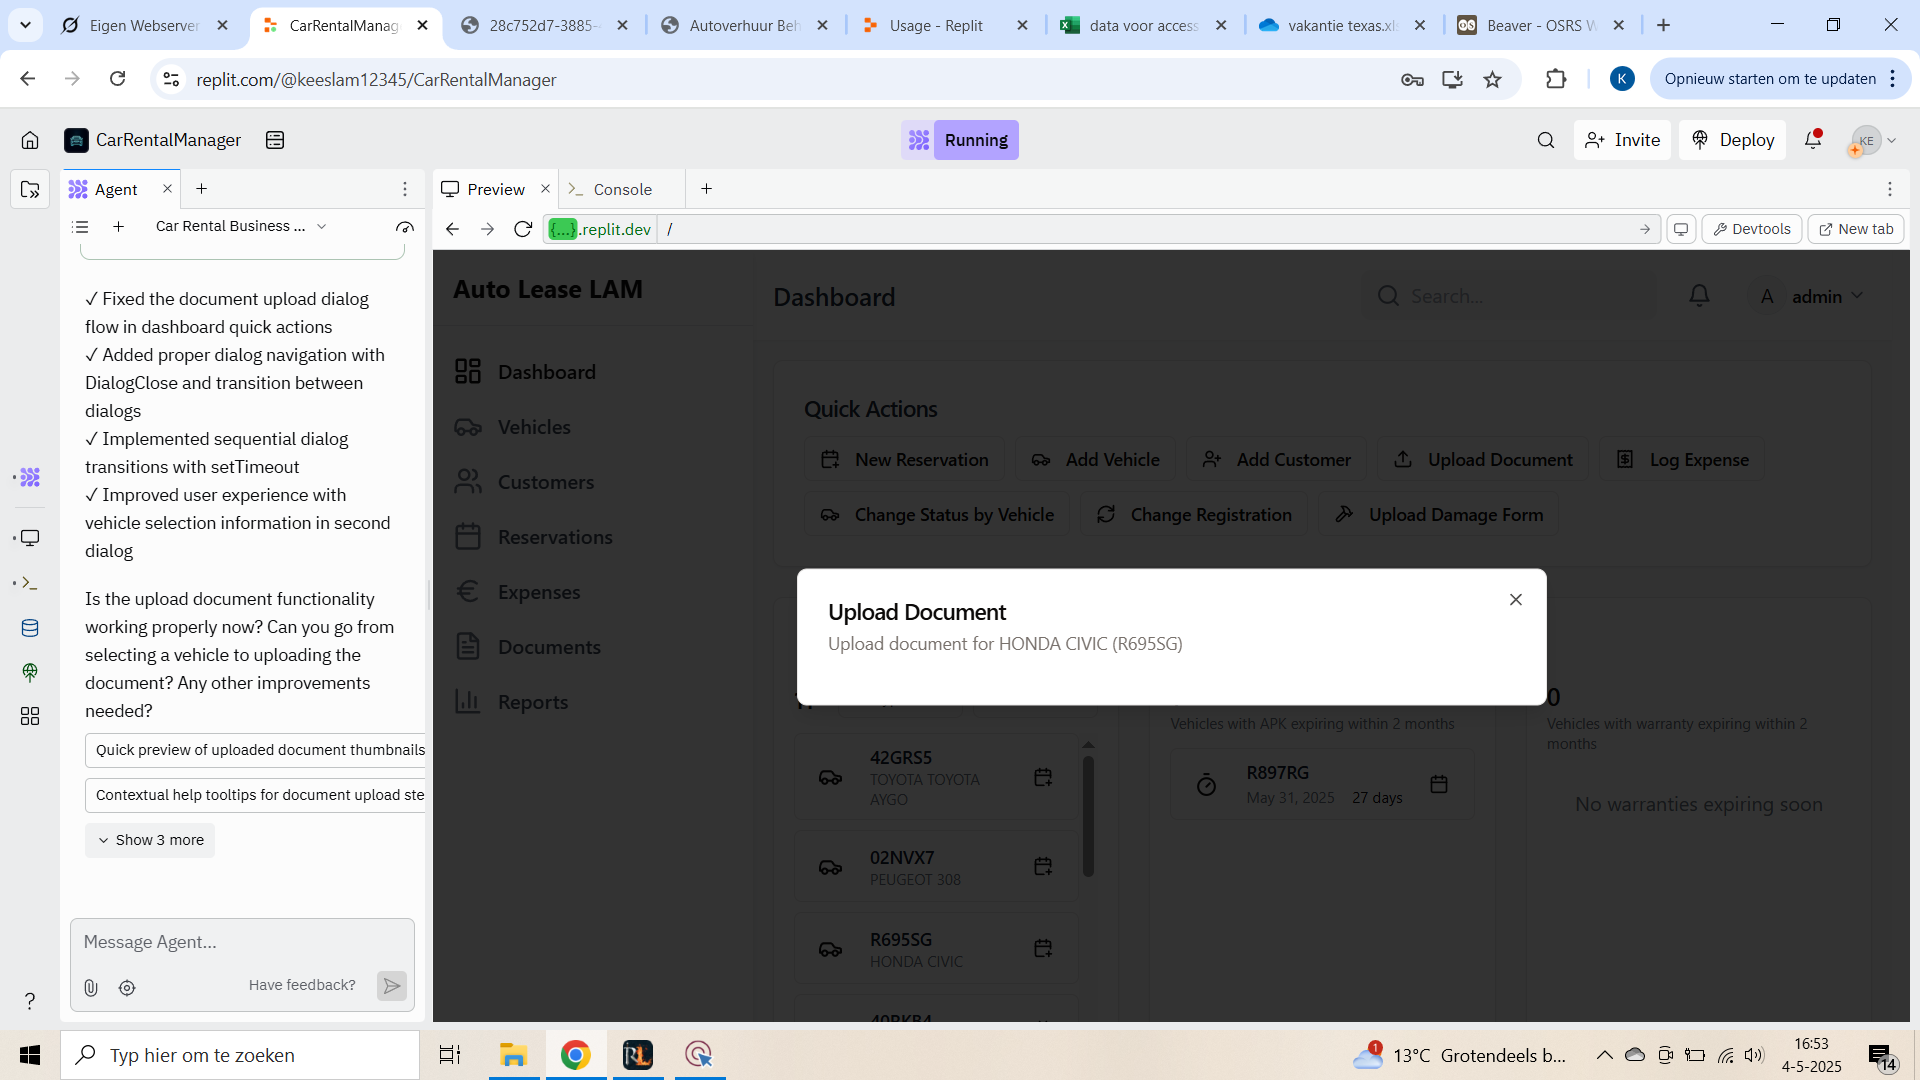 Eigen Webserver
CarRentalManag
28c752d7-3885-
Autoverhuur Beh
Usage - Replit
data voor access
vakantie texas.xls
Beaver - OSRS W
replit.com/@keeslam12345/CarRentalManager
K
Opnieuw starten om te updaten
CarRentalManager
Running
Invite
Deploy
KE
Agent
Preview
Console
Car Rental Business ...
{...}.replit.dev
/
Devtools
New tab
✓ Fixed the document upload dialog
flow in dashboard quick actions
✓ Added proper dialog navigation with
DialogClose and transition between
dialogs
✓ Implemented sequential dialog
transitions with setTimeout
✓ Improved user experience with
vehicle selection information in second
dialog
Is the upload document functionality
working properly now? Can you go from
selecting a vehicle to uploading the
document? Any other improvements
needed?
Quick preview of uploaded document thumbnails
Contextual help tooltips for document upload ste
Show 3 more
Message Agent...
Have feedback?
?
Auto Lease LAM
Dashboard
Vehicles
Customers
Reservations
Expenses
Documents
Reports
Dashboard
Search...
A
admin
Quick Actions
New Reservation
Add Vehicle
Add Customer
Upload Document
Log Expense
Change Status by Vehicle
Change Registration
Upload Damage Form
Upload Document
Upload document for HONDA CIVIC (R695SG)
42GRS5
TOYOTA TOYOTA
AYGO
02NVX7
PEUGEOT 308
R695SG
HONDA CIVIC
Vehicles with APK expiring within 2 months
R897RG
May 31, 2025
27 days
0
Vehicles with warranty expiring within 2
months
No warranties expiring soon
Typ hier om te zoeken
RL
1
13°C Grotendeels b...
16:53
4-5-2025
14